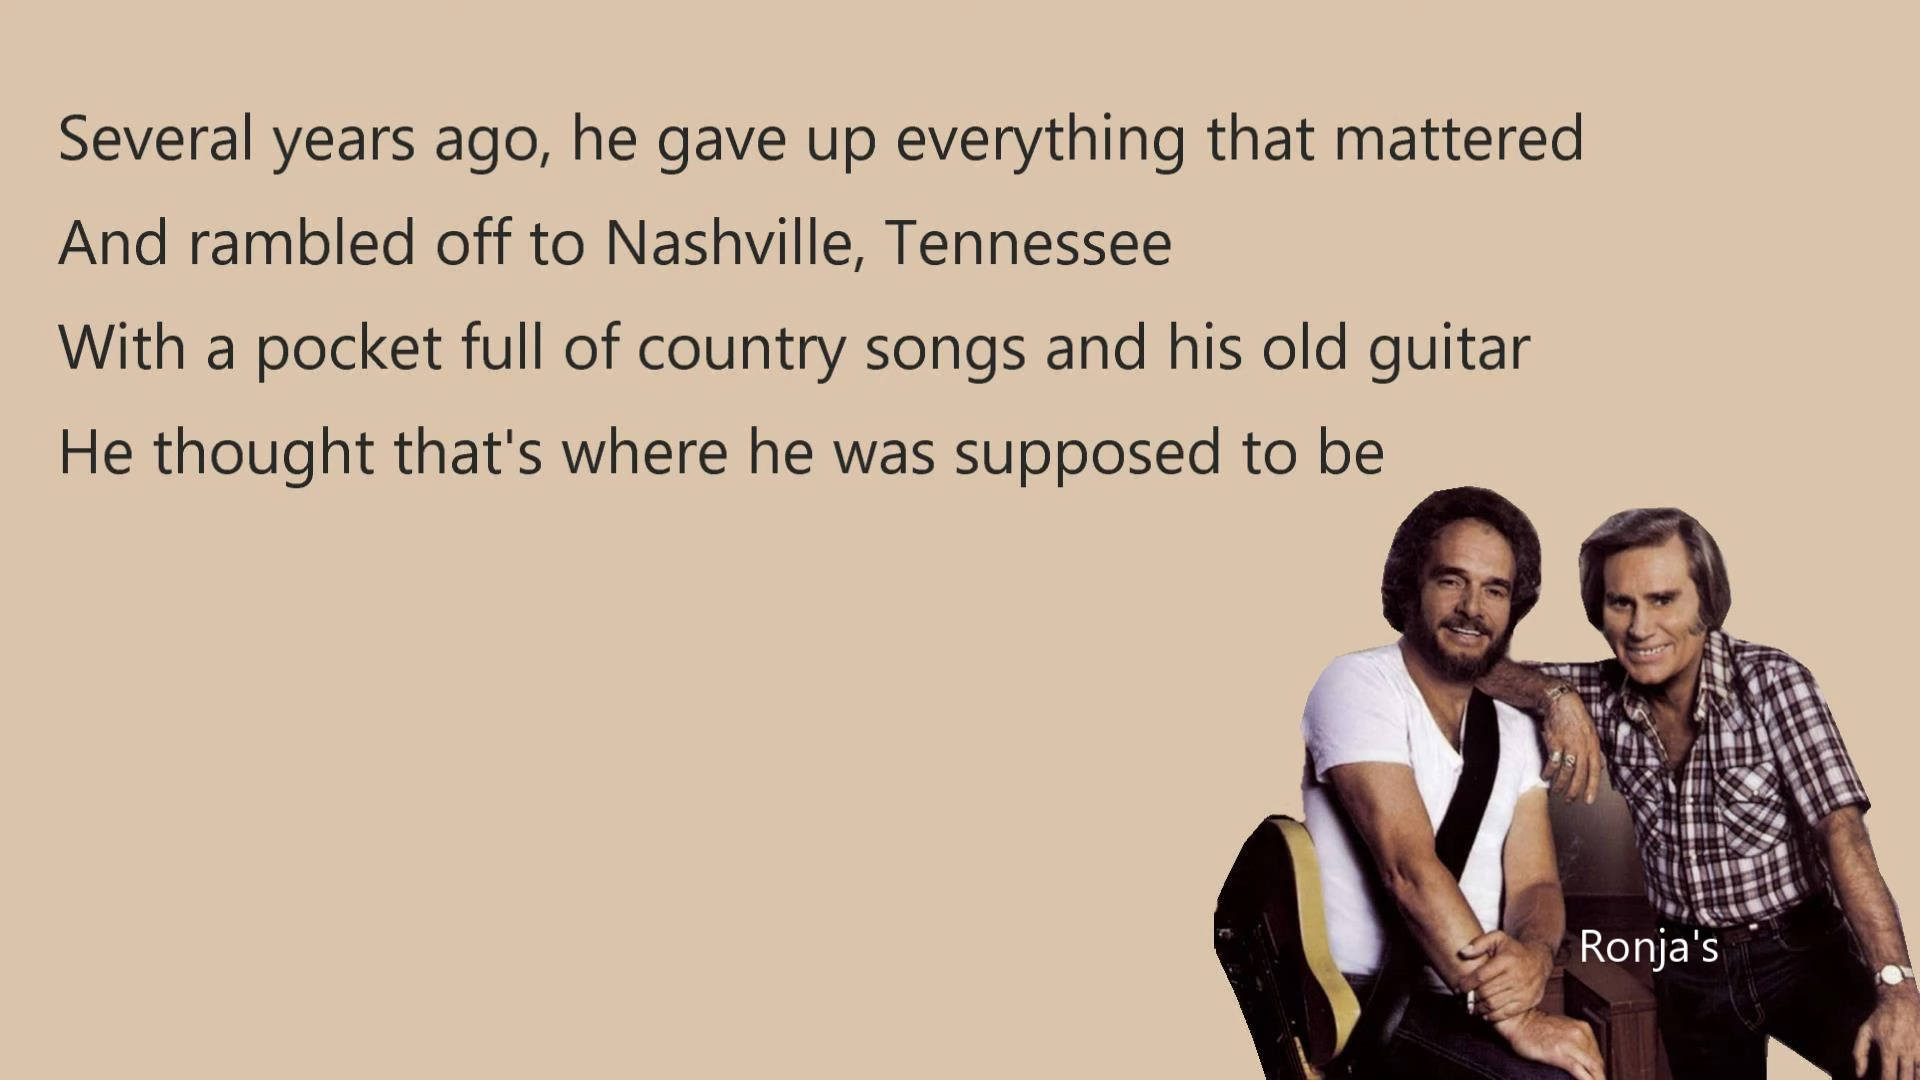 Several years ago, he gave up everything that mattered
And rambled off to Nashville, Tennessee
With a pocket full of country songs and his old guitar
He thought that's where he was supposed to be
Ronja's